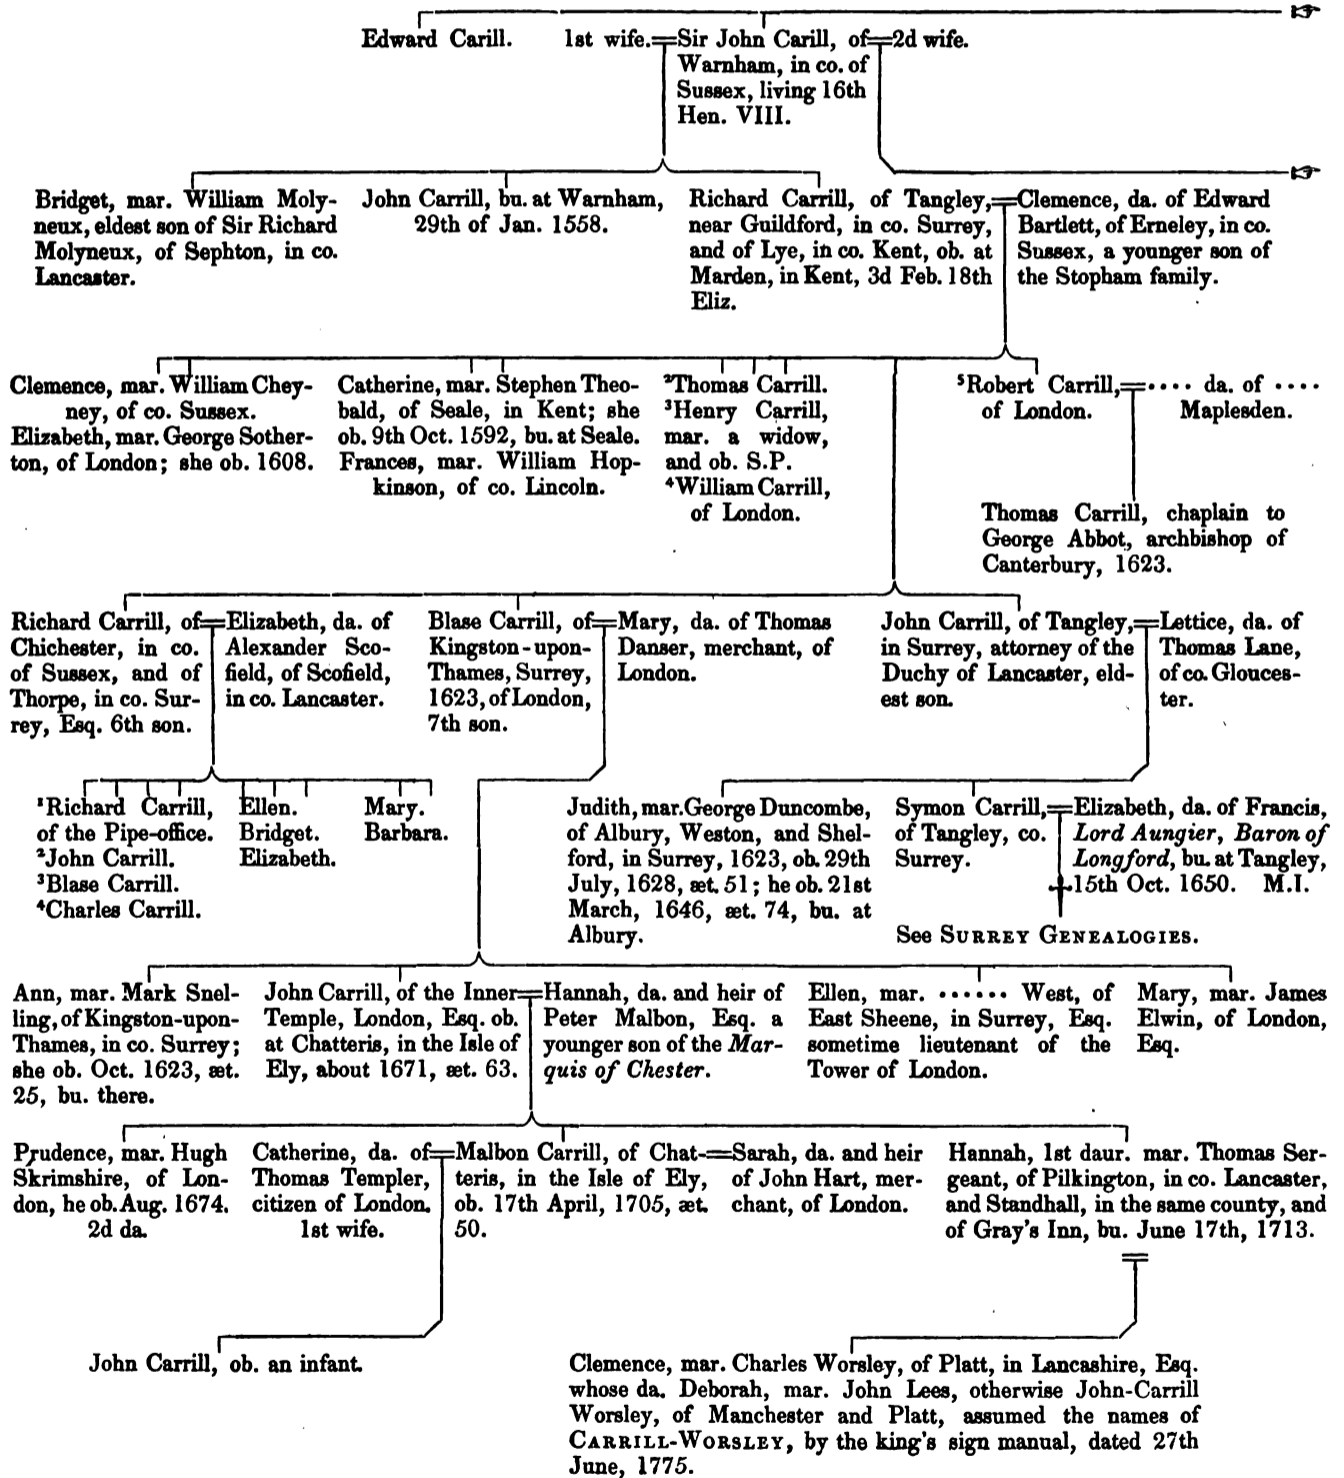 Edward Carill.
1st wife.
Sir John Carill, of
Warnham, in co. of
Sussex, living 16th
Hen. VIII.
2d wife.
Bridget, mar. William Moly-
neux, eldest son of Sir Richard
Molyneux, of Sephton, in co.
Lancaster.
John Carrill, bu. at Warnham,
29th of Jan. 1558.
Richard Carrill, of Tangley,
near Guildford, in co. Surrey,
and of Lye, in co. Kent, ob. at
Marden, in Kent, 3d Feb. 18th
Eliz.
Clemence, da. of Edward
Bartlett, of Erneley, in co.
Sussex, a younger son of
the Stopham family.
Clemence, mar. William Chey-
ney, of co. Sussex.
Elizabeth, mar. George Sother-
ton, of London; she ob. 1608.
Catherine, mar. Stephen Theo-
bald, of Seale, in Kent; she
ob. 9th Oct. 1592, bu. at Seale.
Frances, mar. William Hop-
kinson, of co. Lincoln.
²Thomas Carrill.
³Henry Carrill,
mar. a widow,
and ob. S.P.
⁴William Carrill,
of London.
⁵Robert Carrill,
of London.
.... da. of ....
Maplesden.
Thomas Carrill, chaplain to
George Abbot, archbishop of
Canterbury, 1623.
Richard Carrill, of
Chichester, in co.
of Sussex, and of
Thorpe, in co. Sur-
rey, Esq. 6th son.
Elizabeth, da. of
Alexander Sco-
field, of Scofield,
in co. Lancaster.
Blase Carrill, of
Kingston-upon-
Thames, Surrey,
1623, of London,
7th son.
Mary, da. of Thomas
Danser, merchant, of
London.
John Carrill, of Tangley,
in Surrey, attorney of the
Duchy of Lancaster, eld-
est son.
Lettice, da. of
Thomas Lane,
of co. Glouces-
ter.
¹Richard Carrill,
of the Pipe-office.
²John Carrill.
³Blase Carrill.
⁴Charles Carrill.
Ellen.
Bridget.
Elizabeth.
Mary.
Barbara.
Judith, mar. George Duncombe,
of Albury, Weston, and Shel-
ford, in Surrey, 1623, ob. 29th
July, 1628, æt. 51; he ob. 21st
March, 1646, æt. 74, bu. at
Albury.
Symon Carrill,
of Tangley, co.
Surrey.
Elizabeth, da. of Francis,
Lord Aungier, Baron of
Longford, bu. at Tangley,
15th Oct. 1650. M.I.
See SURREY GENEALOGIES.
Ann, mar. Mark Snel-
ling, of Kingston-upon-
Thames, in co. Surrey;
she ob. Oct. 1623, æt.
25, bu. there.
John Carrill, of the Inner
Temple, London, Esq. ob.
at Chatteris, in the Isle of
Ely, about 1671, æt. 63.
Hannah, da. and heir of
Peter Malbon, Esq. a
younger son of the Mar-
quis of Chester.
Ellen, mar. ...... West, of
East Sheene, in Surrey, Esq.
sometime lieutenant of the
Tower of London.
Mary, mar. James
Elwin, of London,
Esq.
Prudence, mar. Hugh
Skrimshire, of Lon-
don, he ob. Aug. 1674.
2d da.
Catherine, da. of
Thomas Templer,
citizen of London.
1st wife.
Malbon Carrill, of Chat-
teris, in the Isle of Ely,
ob. 17th April, 1705, æt.
50.
Sarah, da. and heir
of John Hart, mer-
chant, of London.
Hannah, 1st daur. mar. Thomas Ser-
geant, of Pilkington, in co. Lancaster,
and Standhall, in the same county, and
of Gray's Inn, bu. June 17th, 1713.
John Carrill, ob. an infant.
Clemence, mar. Charles Worsley, of Platt, in Lancashire, Esq.
whose da. Deborah, mar. John Lees, otherwise John-Carrill
Worsley, of Manchester and Platt, assumed the names of
CARRILL-WORSLEY, by the king's sign manual, dated 27th
June, 1775.